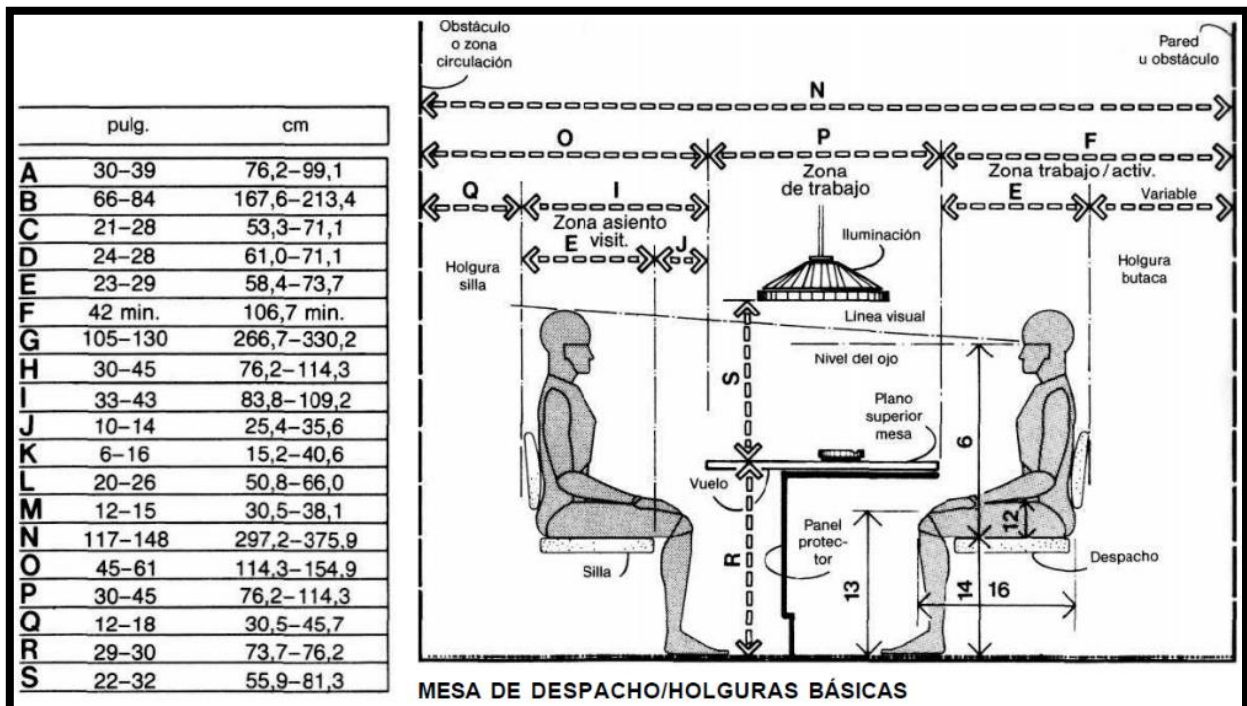 pulg. cm
A 30–39 76,2–99,1
B 66–84 167,6–213,4
C 21–28 53,3–71,1
D 24–28 61,0–71,1
E 23–29 58,4–73,7
F 42 min. 106,7 min.
G 105–130 266,7–330,2
H 30–45 76,2–114,3
I 33–43 83,8–109,2
J 10–14 25,4–35,6
K 6–16 15,2–40,6
L 20–26 50,8–66,0
M 12–15 30,5–38,1
N 117–148 297,2–375,9
O 45–61 114,3–154,9
P 30–45 76,2–114,3
Q 12–18 30,5–45,7
R 29–30 73,7–76,2
S 22–32 55,9–81,3
Obstáculo
o zona
circulación
Pared
u obstáculo
N
O
P
F
Zona
de trabajo
Zona trabajo/activ.
Q
I
E
Variable
Zona asiento
visit.
E
J
Iluminación
Holgura
silla
Holgura
butaca
Línea visual
Nivel del ojo
S
Plano
superior
mesa
6
Vuelo
12
Panel
protec-
tor
R
Silla
Despacho
13
14
16
MESA DE DESPACHO/HOLGURAS BÁSICAS